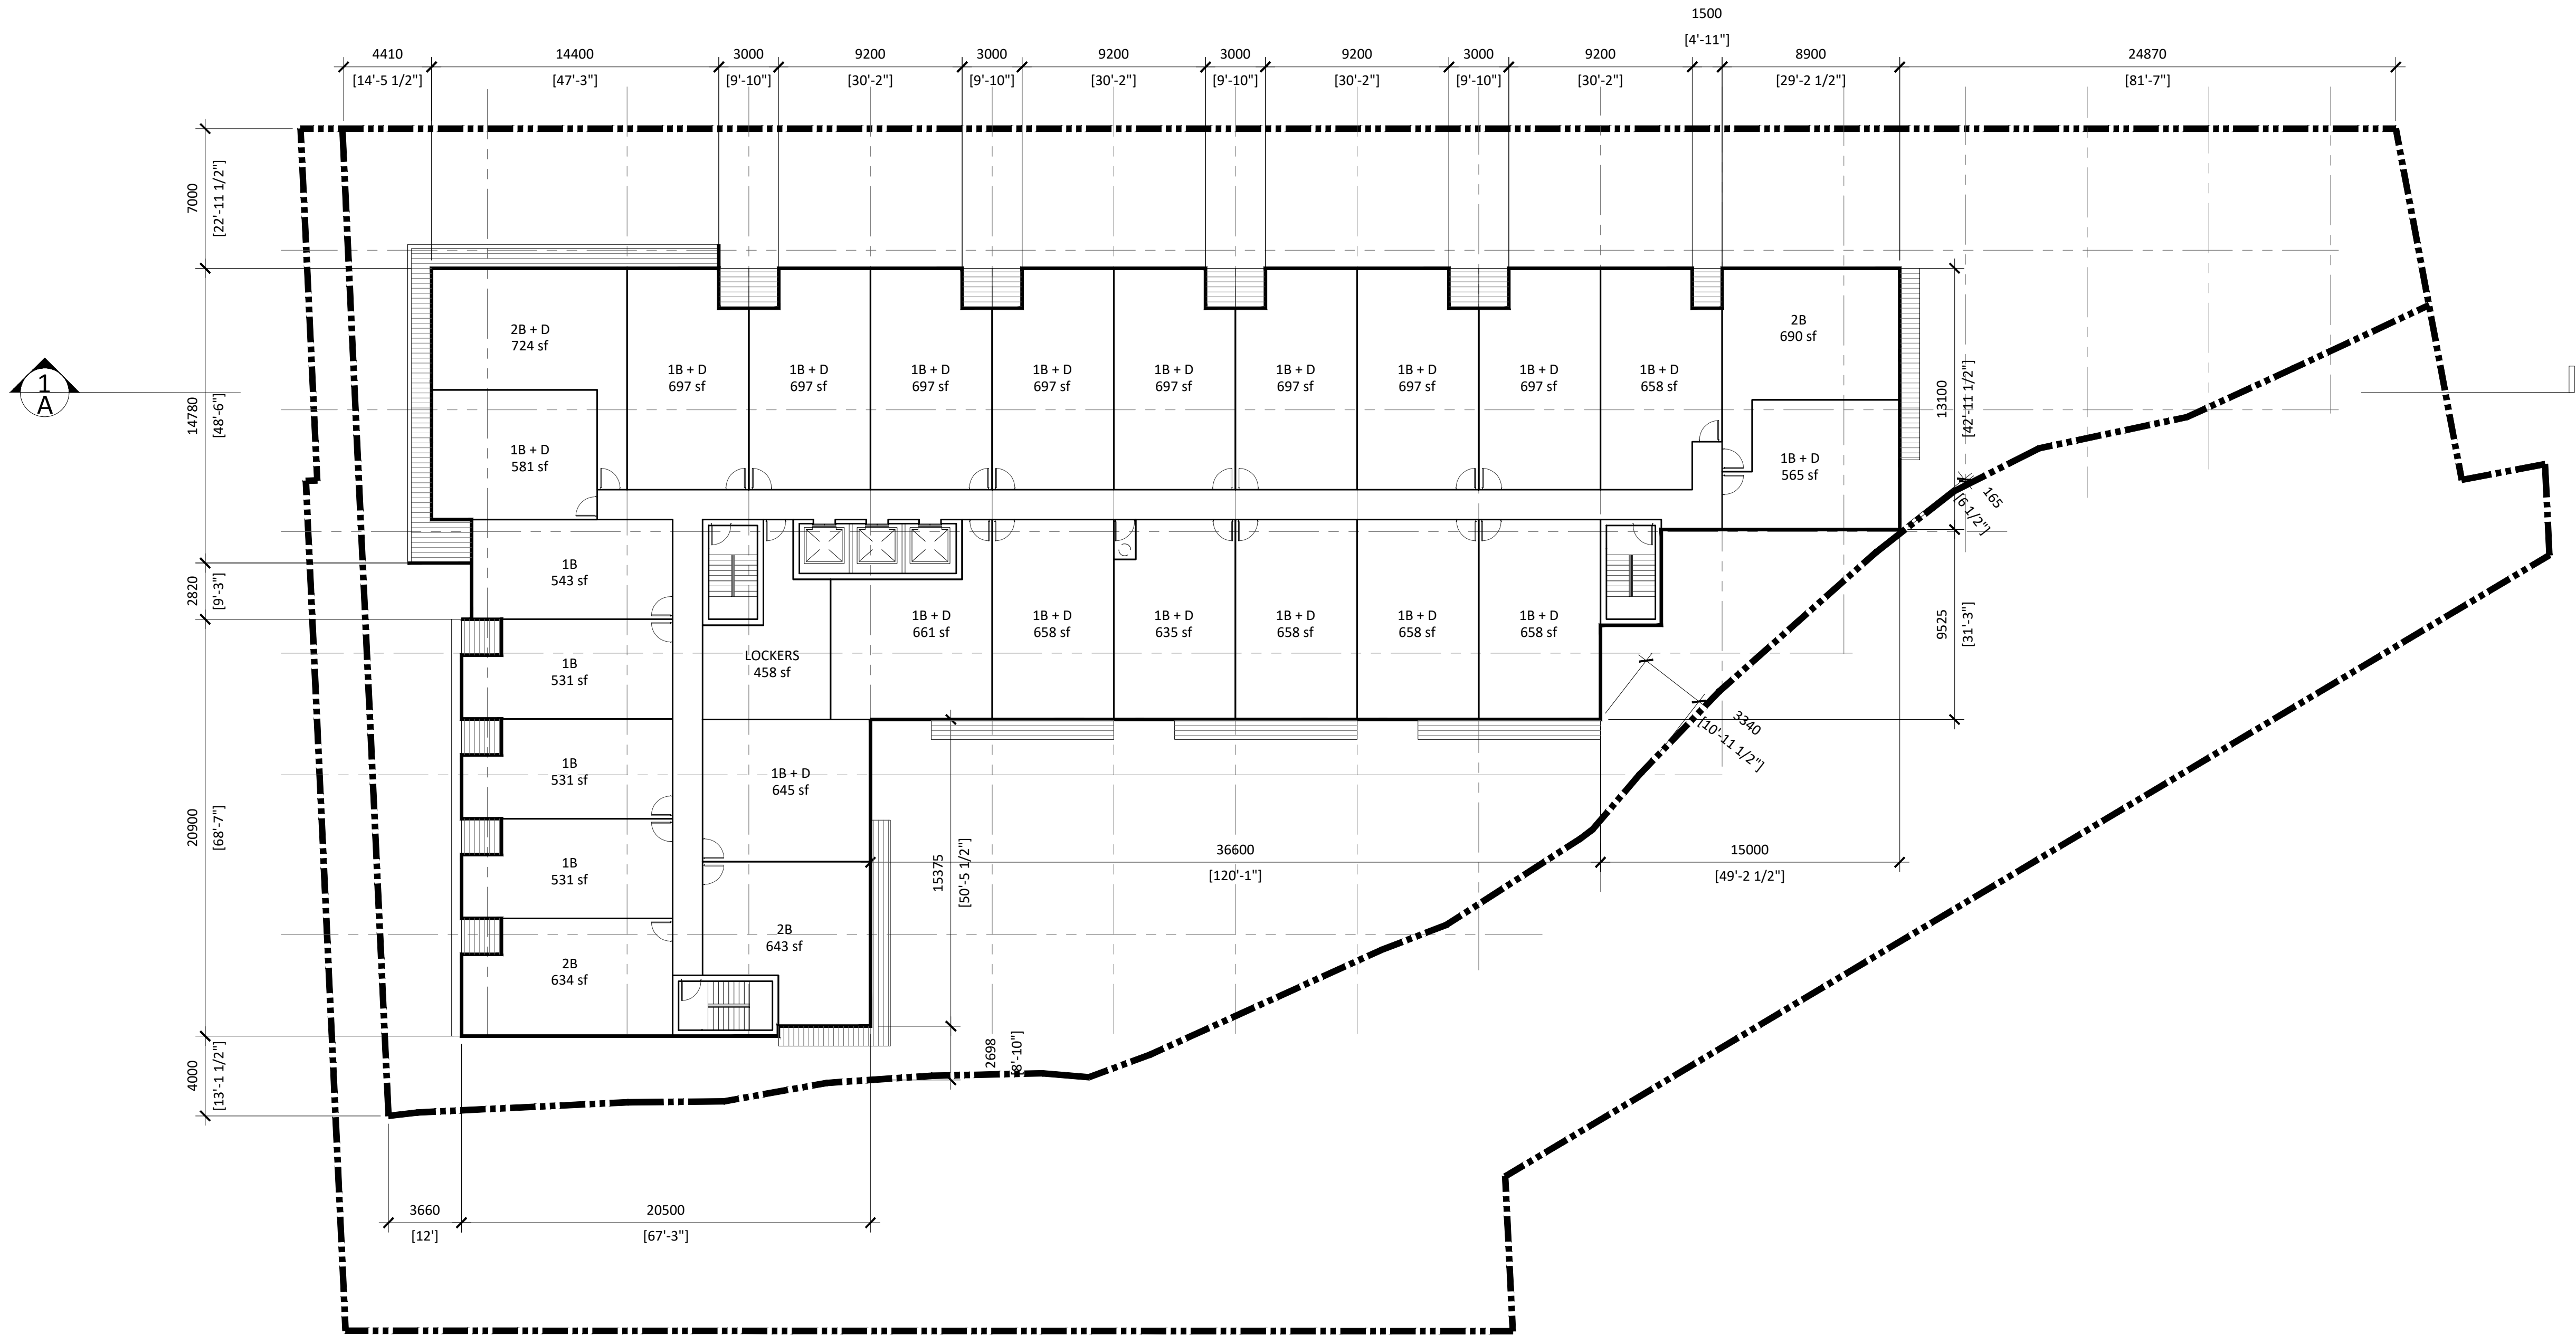 1500
[4'-11"]
4410
14400
3000
9200
3000
9200
3000
9200
3000
9200
8900
24870
[14'-5 1/2"]
[47'-3"]
[9'-10"]
[30'-2"]
[9'-10"]
[30'-2"]
[9'-10"]
[30'-2"]
[9'-10"]
[30'-2"]
[29'-2 1/2"]
[81'-7"]
7000
[22'-11 1/2"]
14780
[48'-6"]
2820
[9'-3"]
20900
[68'-7"]
4000
[13'-1 1/2"]
1
A
2B + D
724 sf
1B + D
697 sf
1B + D
697 sf
1B + D
697 sf
1B + D
697 sf
1B + D
697 sf
1B + D
697 sf
1B + D
697 sf
1B + D
697 sf
1B + D
658 sf
2B
690 sf
1B + D
581 sf
1B + D
565 sf
13100
[42'-11 1/2"]
165
[6 1/2"]
9525
[31'-3"]
1B
543 sf
1B
531 sf
1B
531 sf
1B
531 sf
2B
634 sf
LOCKERS
458 sf
1B + D
661 sf
1B + D
658 sf
1B + D
635 sf
1B + D
658 sf
1B + D
658 sf
1B + D
658 sf
1B + D
645 sf
2B
643 sf
3340
[10'-11 1/2"]
15375
[50'-5 1/2"]
36600
[120'-1"]
15000
[49'-2 1/2"]
2698
[8'-10"]
3660
[12']
20500
[67'-3"]